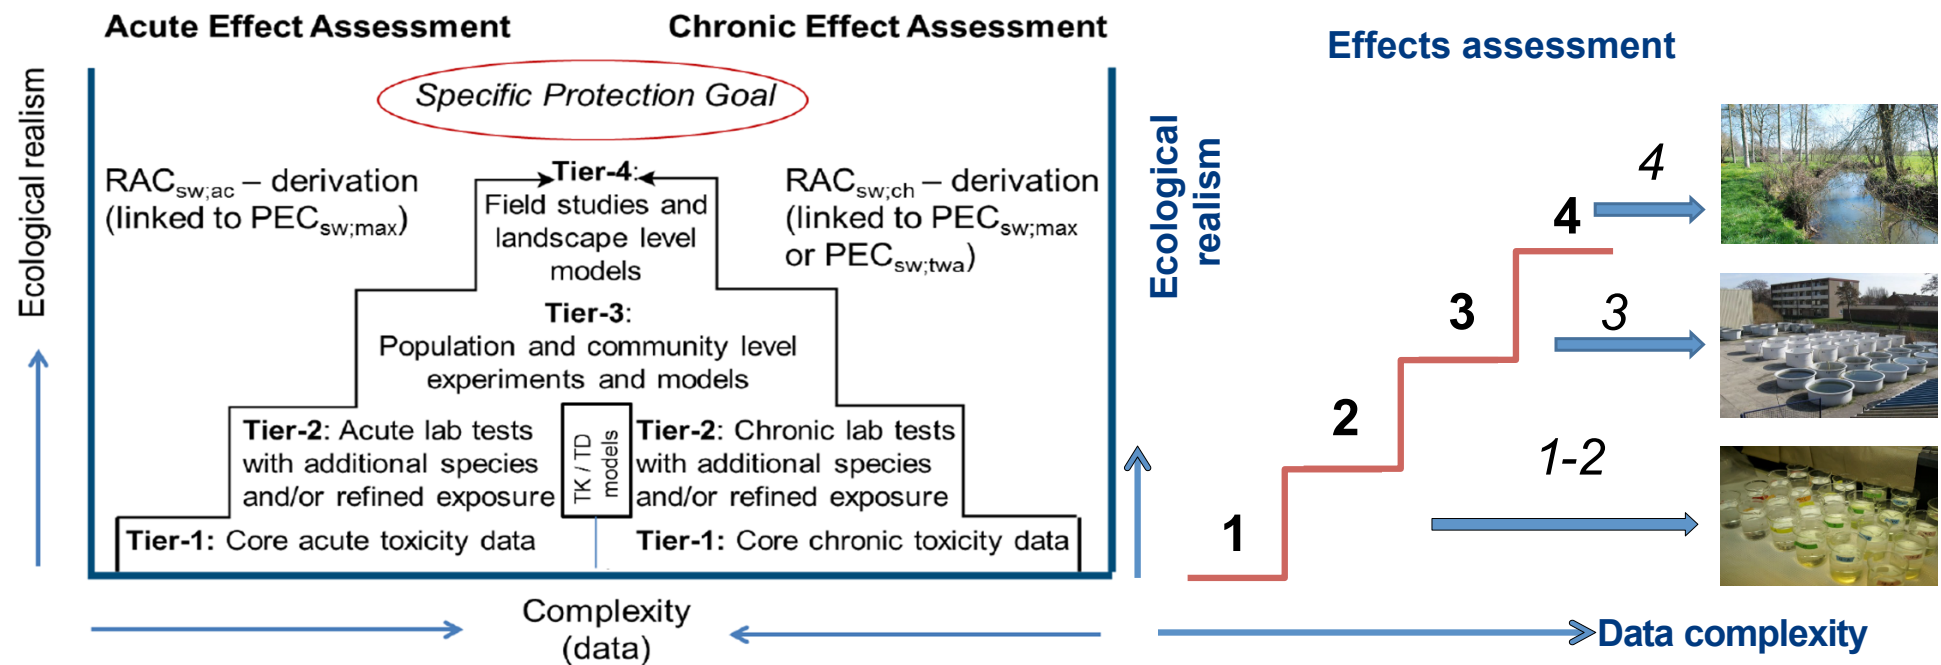 Acute Effect Assessment
Chronic Effect Assessment
Specific Protection Goal
Ecological realism
RACsw;ac – derivation
(linked to PECsw;max)
RACsw;ch – derivation
(linked to PECsw;max
or PECsw;twa)
Tier-4:
Field studies and
landscape level
models
Tier-3:
Population and community level
experiments and models
Tier-2: Acute lab tests
with additional species
and/or refined exposure
TK / TD
models
Tier-2: Chronic lab tests
with additional species
and/or refined exposure
Tier-1: Core acute toxicity data
Tier-1: Core chronic toxicity data
Complexity
(data)
Effects assessment
Ecological
realism
4
4
3
3
2
1-2
1
Data complexity